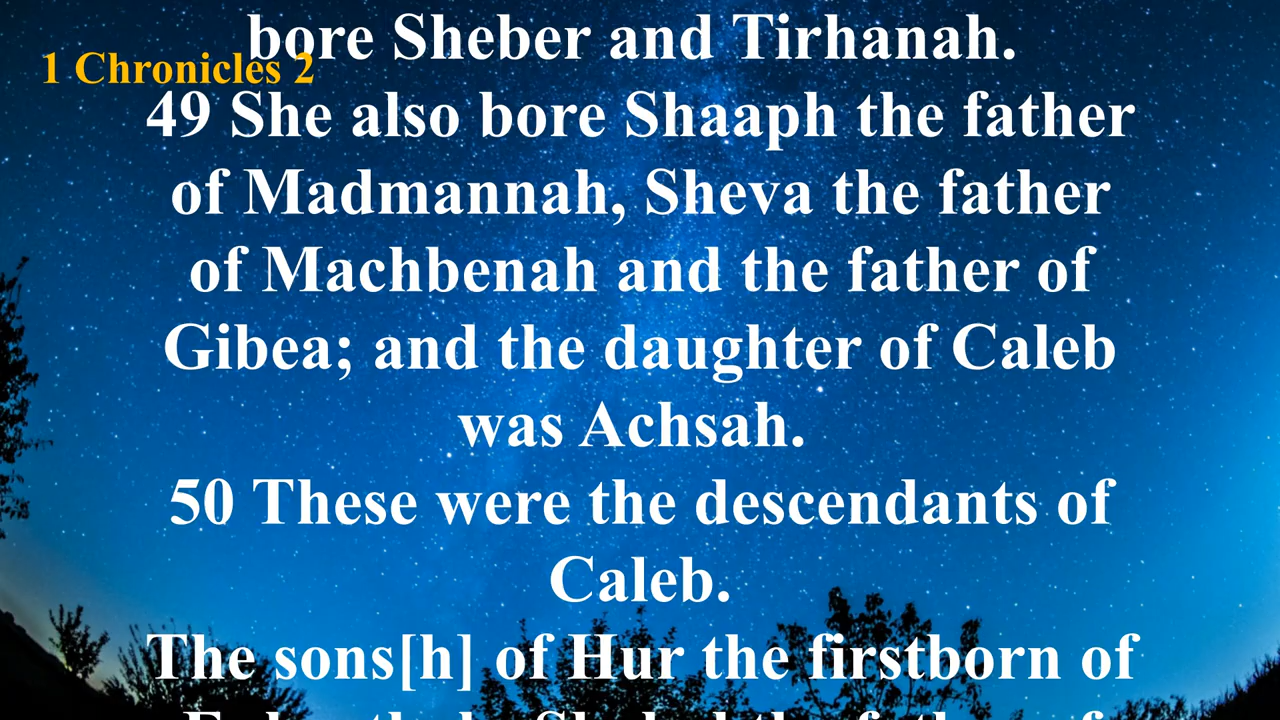 bore Sheber and Tirhanah.
1 Chronicles 2
49 She also bore Shaaph the father
of Madmannah, Sheva the father
of Machbenah and the father of
Gibea; and the daughter of Caleb
was Achsah.
50 These were the descendants of
Caleb.
The sons[h] of Hur the firstborn of